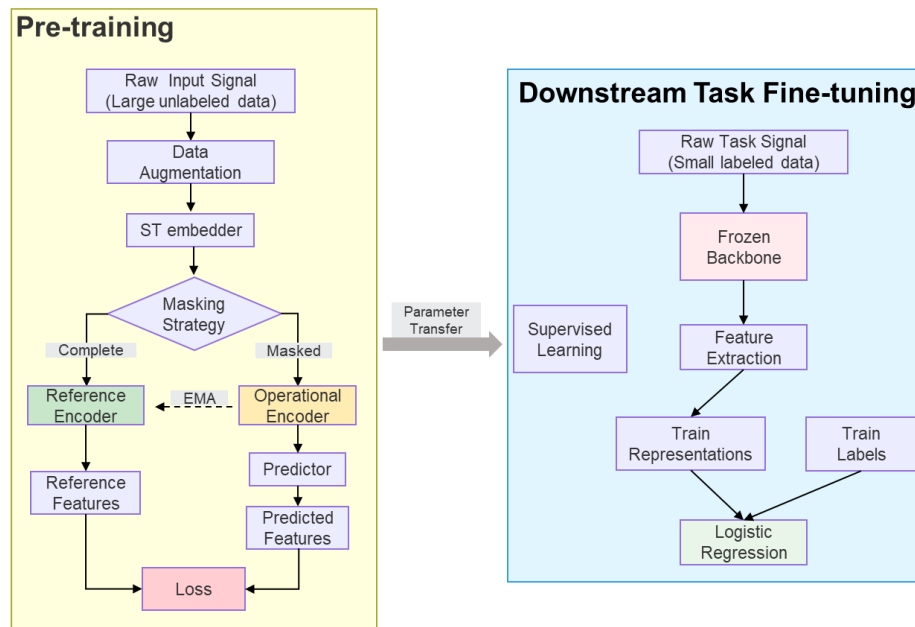 Pre-training
Raw Input Signal
(Large unlabeled data)
Data
Augmentation
ST embedder
Masking
Strategy
Complete
Masked
Reference
Encoder
EMA
Operational
Encoder
Reference
Features
Predictor
Predicted
Features
Loss
Parameter
Transfer
Downstream Task Fine-tuning
Raw Task Signal
(Small labeled data)
Frozen
Backbone
Supervised
Learning
Feature
Extraction
Train
Representations
Train
Labels
Logistic
Regression